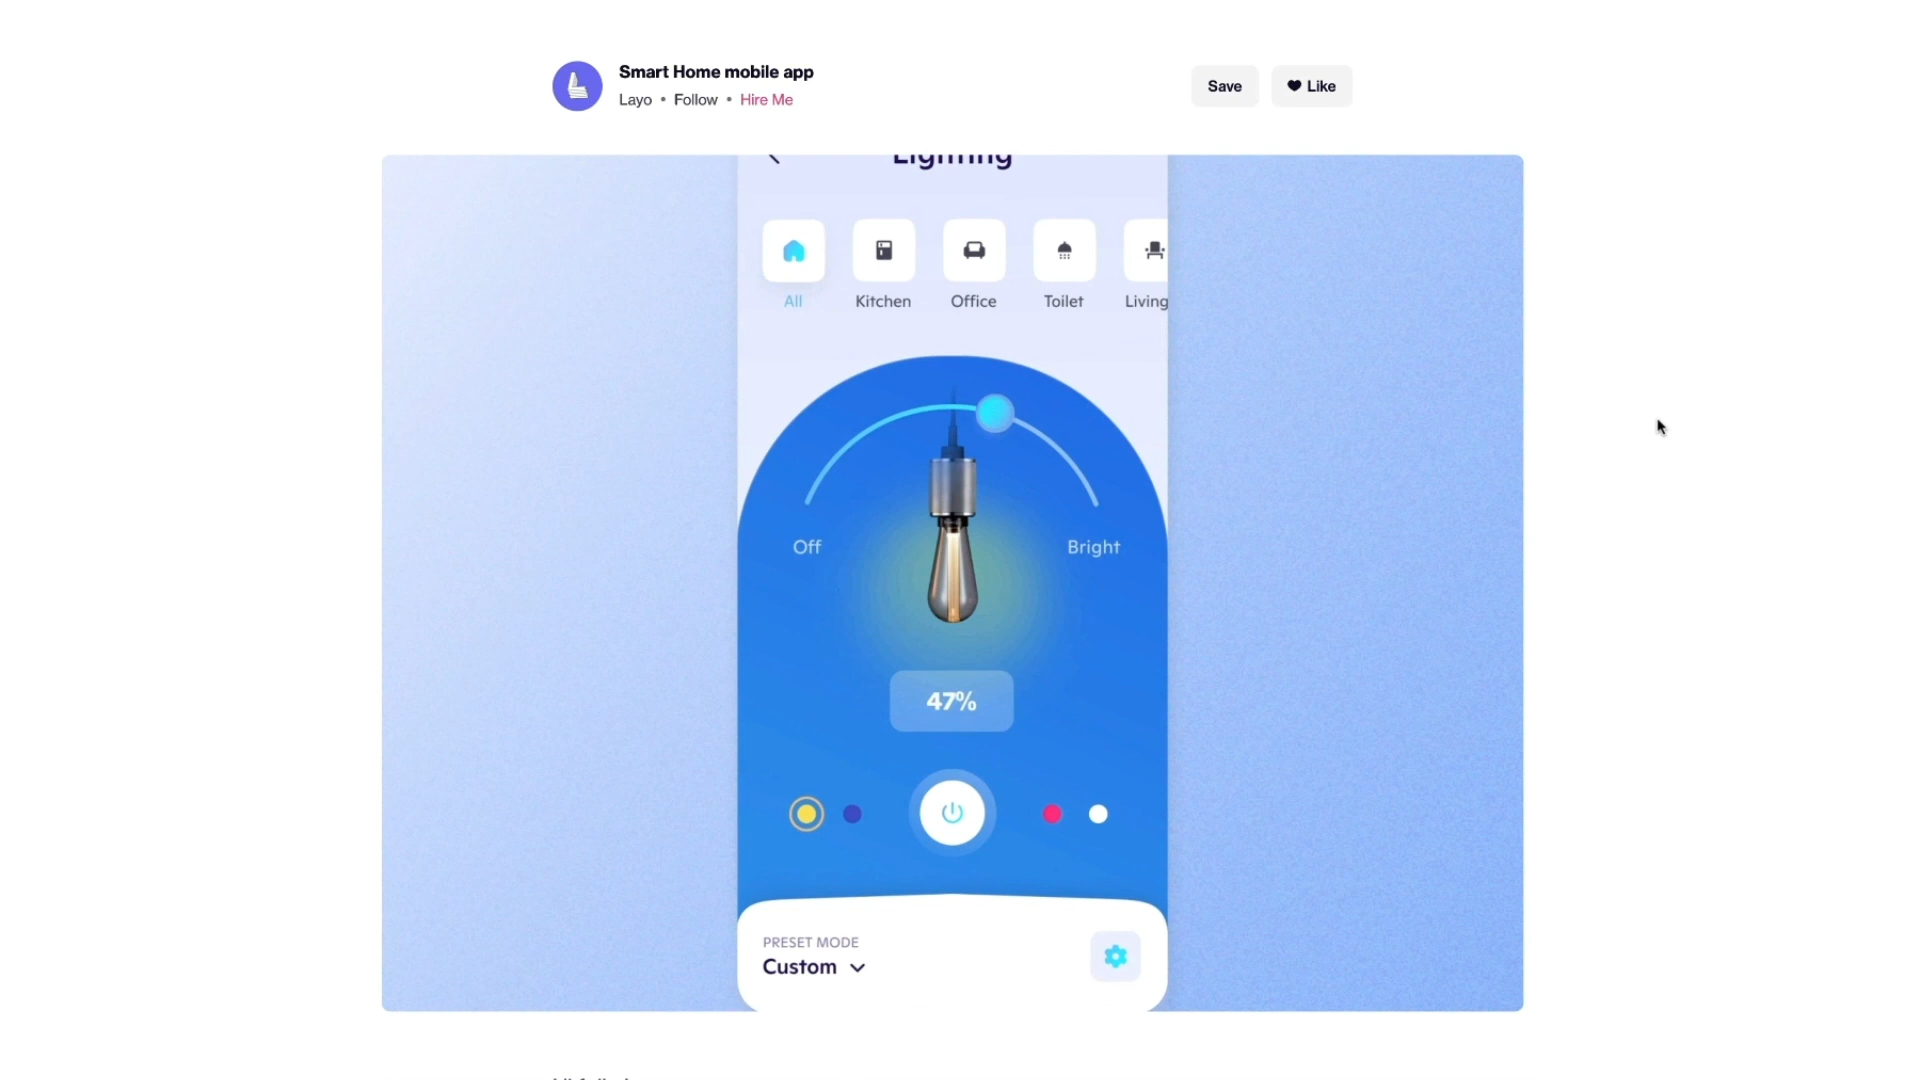 Smart Home mobile app
Layo • Follow • Hire Me
Save
Like
Lighting
All
Kitchen
Office
Toilet
Living
Off
Bright
47%
PRESET MODE
Custom